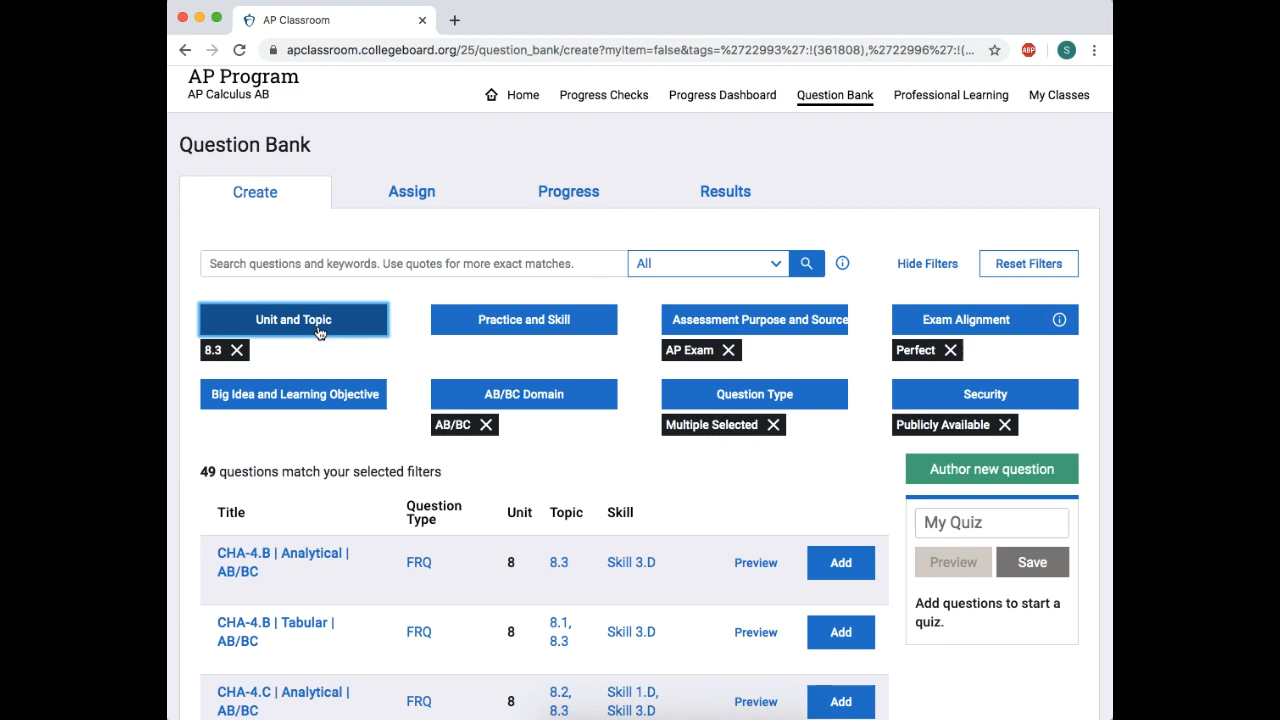 AP Classroom
apclassroom.collegeboard.org/25/question_bank/create?myItem=false&tags=%2722993%27:!(361808),%2722996%27:!(...
ABP
S
AP Program
AP Calculus AB
Home Progress Checks Progress Dashboard Question Bank Professional Learning My Classes
Question Bank
Create Assign Progress Results
Search questions and keywords. Use quotes for more exact matches. All Hide Filters Reset Filters
Unit and Topic Practice and Skill Assessment Purpose and Source Exam Alignment
8.3 AP Exam Perfect
Big Idea and Learning Objective AB/BC Domain Question Type Security
AB/BC Multiple Selected Publicly Available
49 questions match your selected filters
Author new question
Title Question Type Unit Topic Skill
My Quiz
Preview Save
Add questions to start a
quiz.
CHA-4.B | Analytical |
AB/BC
FRQ 8 8.3 Skill 3.D Preview Add
CHA-4.B | Tabular |
AB/BC
FRQ 8 8.1,
8.3
Skill 3.D Preview Add
CHA-4.C | Analytical |
AB/BC
FRQ 8 8.2,
8.3
Skill 1.D,
Skill 3.D
Preview Add